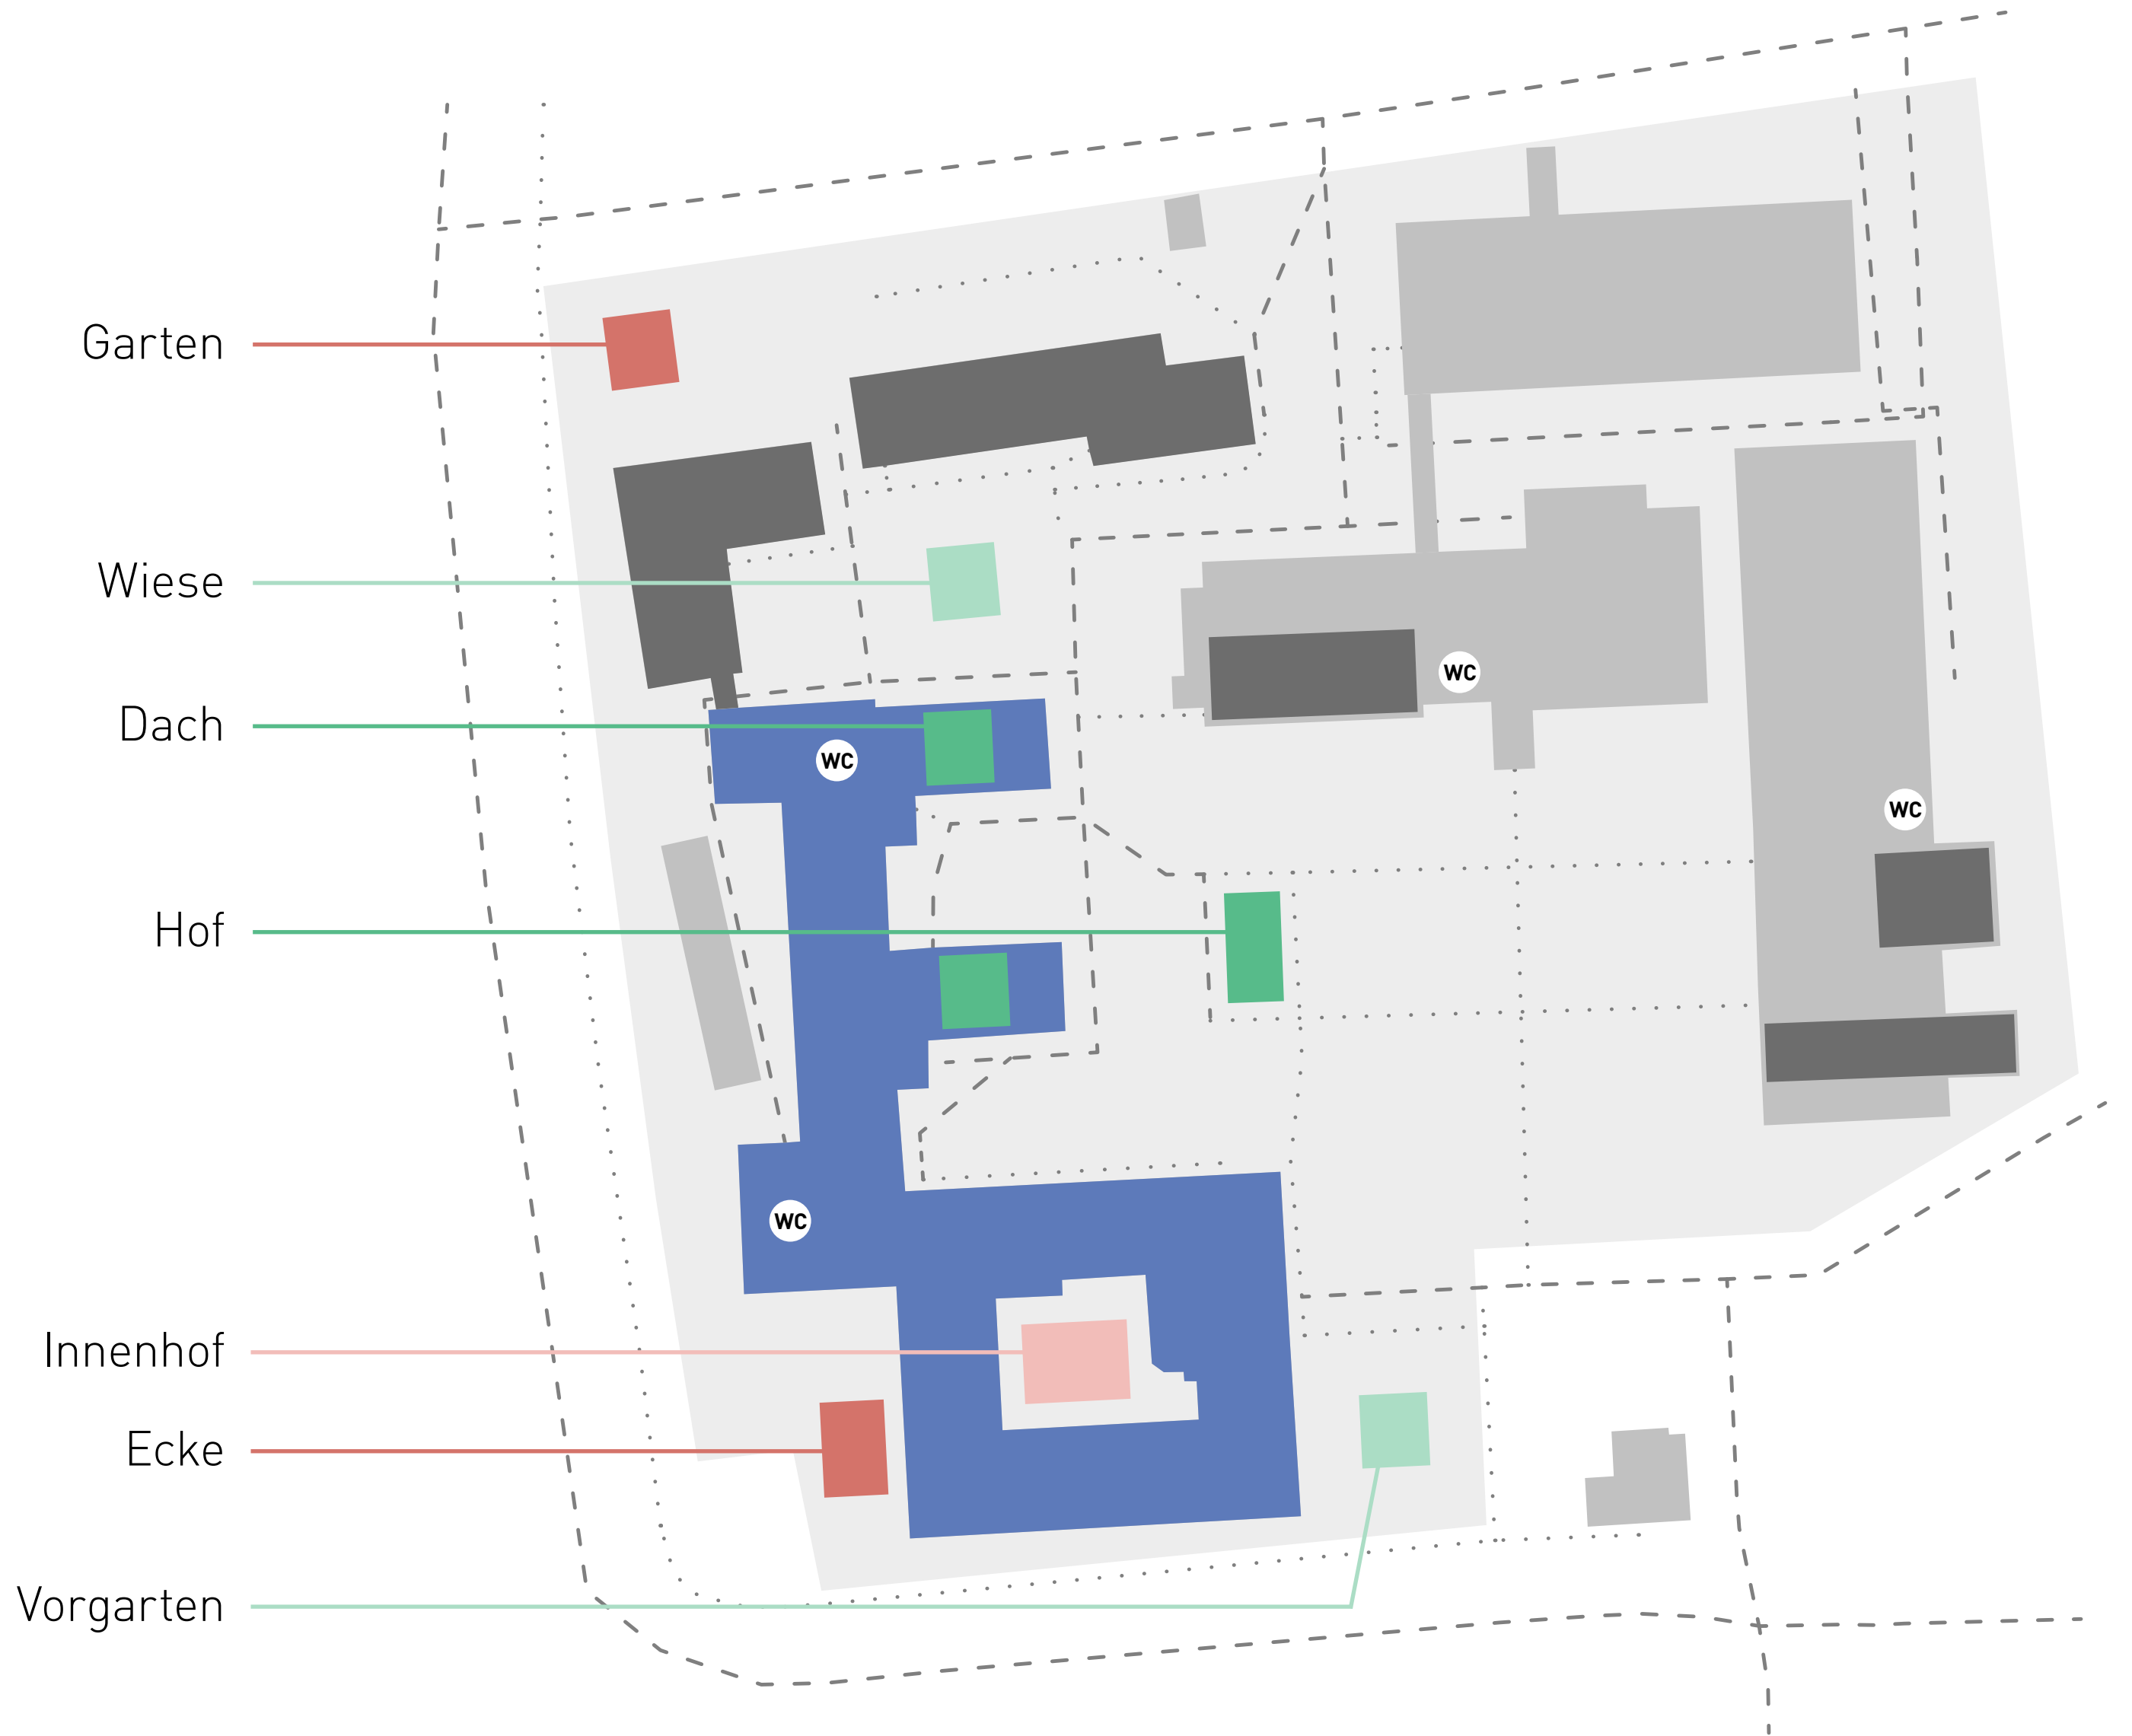 Garten
Wiese
WC
Dach
WC
WC
Hof
WC
Innenhof
Ecke
Vorgarten